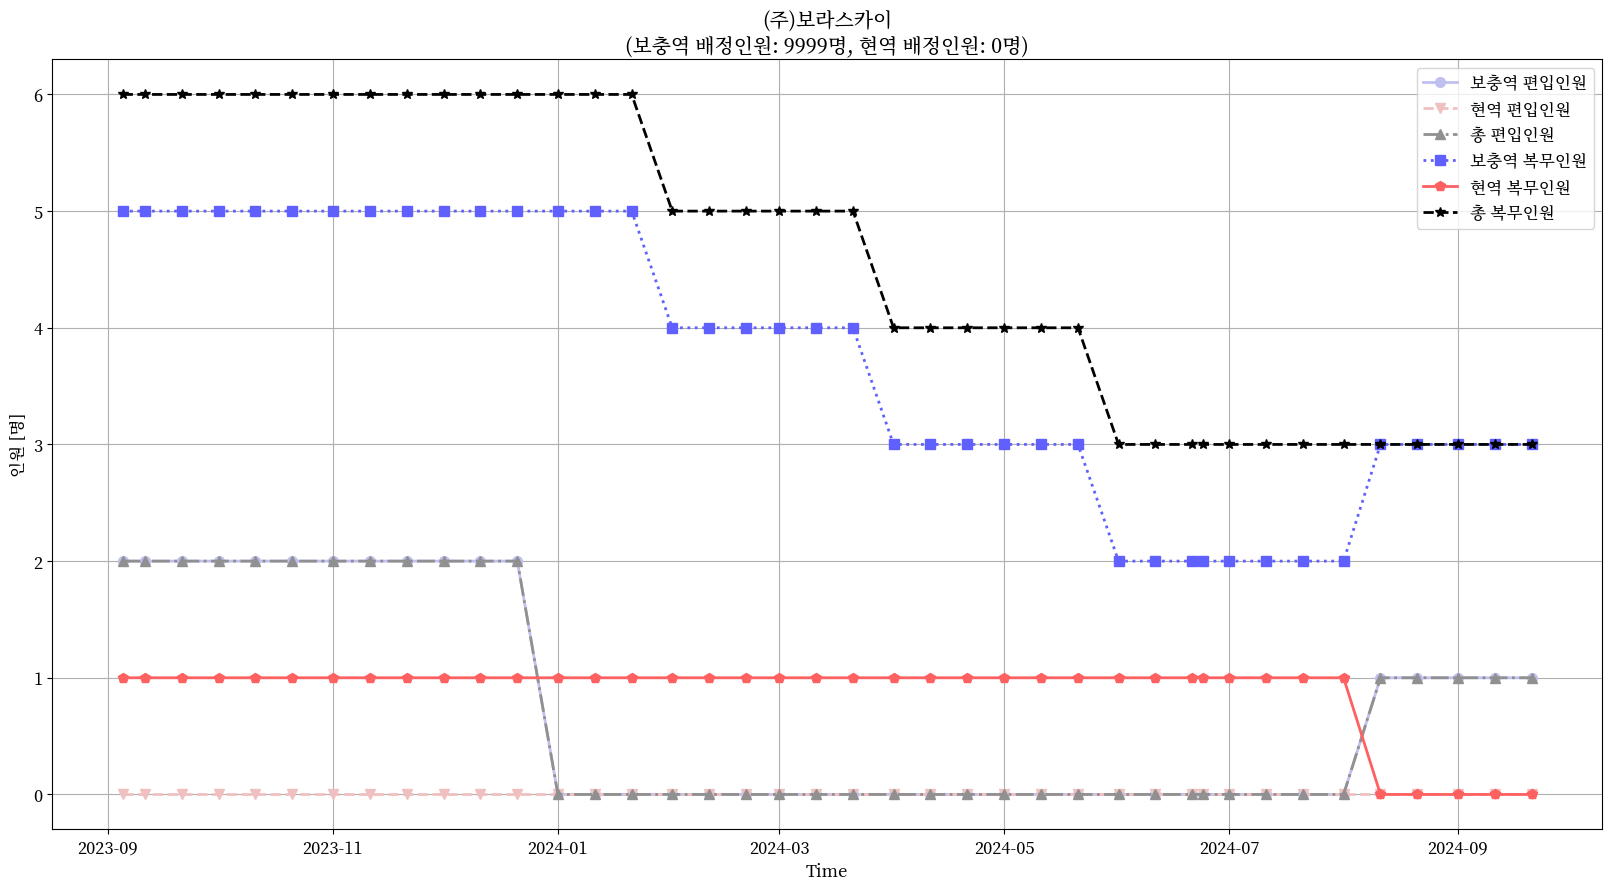 (주)보라스카이
(보충역 배정인원: 9999명, 현역 배정인원: 0명)
보충역 편입인원
현역 편입인원
총 편입인원
보충역 복무인원
현역 복무인원
총 복무인원
인원 [명]
6
5
4
3
2
1
0
2023-09
2023-11
2024-01
2024-03
2024-05
2024-07
2024-09
Time